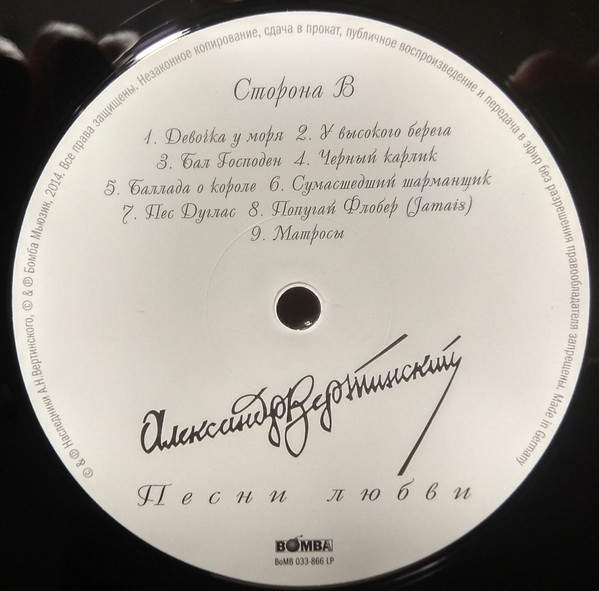 Сторона В
1. Девочка у моря 2. У высокого берега
3. Бал Господен 4. Черный карлик
5. Баллада о короле 6. Сумасшедший шарманщик
7. Пес Дуглас 8. Попугай Флобер (Jamais)
9. Матросы
Александр Вертинский
Песни любви
BOMBA
BoMB 033-866 LP
© & ℗ Наследники А.Н.Вертинского, © & ℗ Бомба Мьюзик, 2014. Все права защищены. Незаконное копирование, сдача в прокат, публичное воспроизведение и передача в эфир без разрешения правообладателя запрещены. Made in Germany